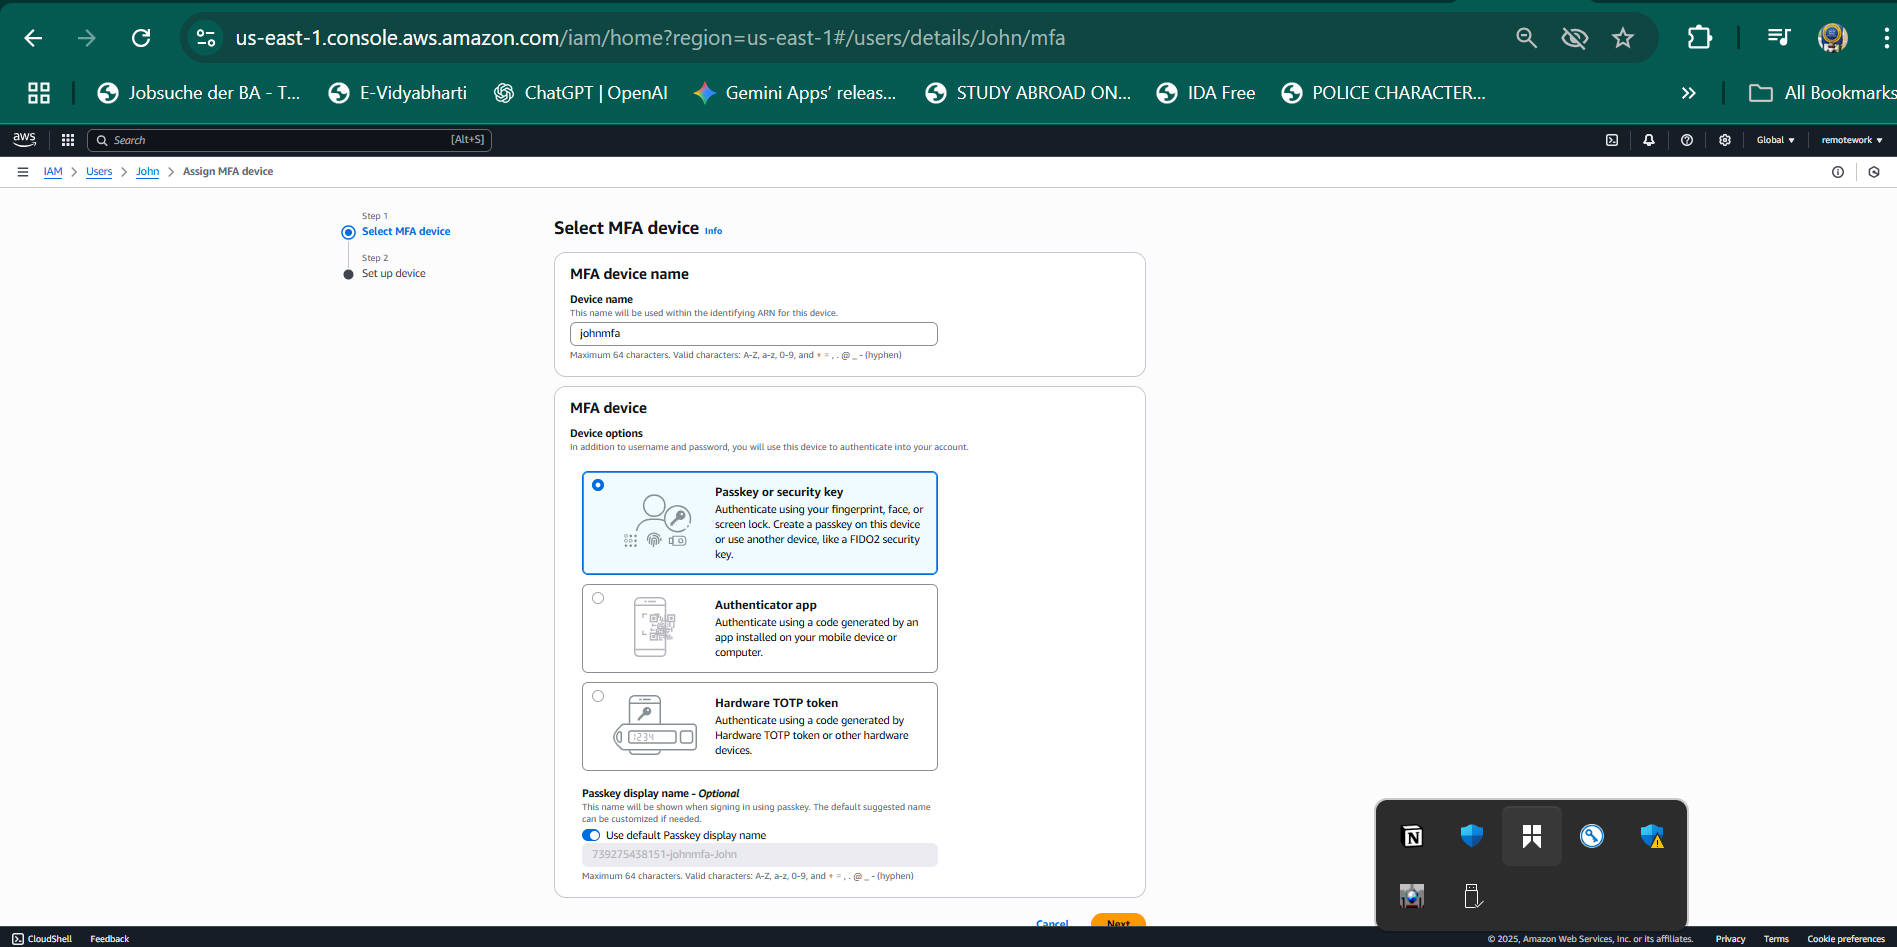 us-east-1.console.aws.amazon.com/iam/home?region=us-east-1#/users/details/John/mfa
Jobsuche der BA - T...
E-Vidyabharti
ChatGPT | OpenAI
Gemini Apps' releas...
STUDY ABROAD ON...
IDA Free
POLICE CHARACTER...
All Bookmarks
aws
Search
[Alt+S]
Global
remotework
IAM > Users > John > Assign MFA device
Step 1
Select MFA device
Step 2
Set up device
Select MFA device Info
MFA device name
Device name
This name will be used within the identifying ARN for this device.
johnmfa
Maximum 64 characters. Valid characters: A-Z, a-z, 0-9, and + = , . @ _ - (hyphen)
MFA device
Device options
In addition to username and password, you will use this device to authenticate into your account.
Passkey or security key
Authenticate using your fingerprint, face, or
screen lock. Create a passkey on this device
or use another device, like a FIDO2 security
key.
Authenticator app
Authenticate using a code generated by an
app installed on your mobile device or
computer.
1234
Hardware TOTP token
Authenticate using a code generated by
Hardware TOTP token or other hardware
devices.
Passkey display name - Optional
This name will be shown when signing in using passkey. The default suggested name
can be customized if needed.
Use default Passkey display name
739275438151-johnmfa-John
Maximum 64 characters. Valid characters: A-Z, a-z, 0-9, and + = , . @ _ - (hyphen)
Cancel
Next
CloudShell
Feedback
© 2025, Amazon Web Services, Inc. or its affiliates.
Privacy
Terms
Cookie preferences